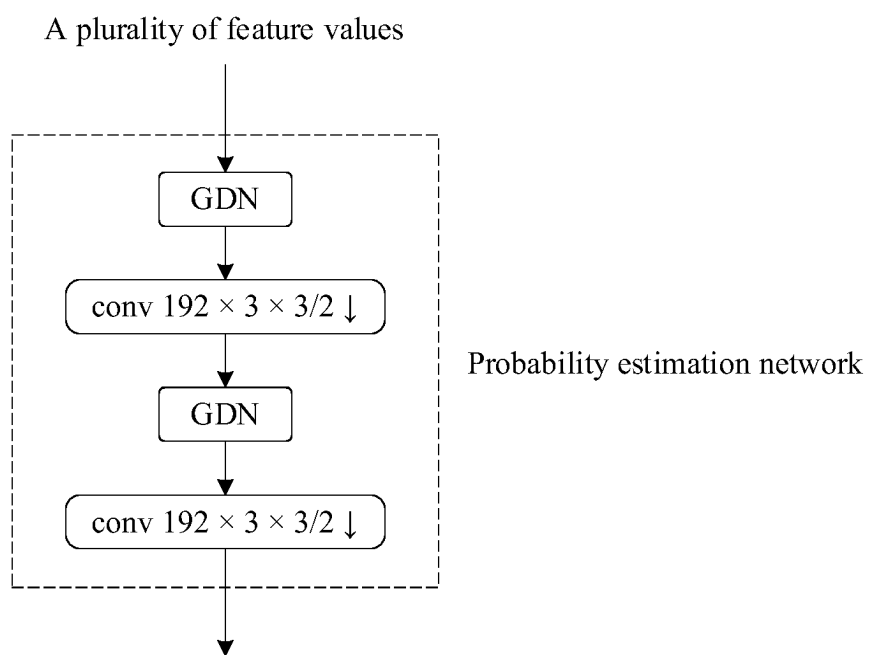 A plurality of feature values
GDN
conv 192 × 3 × 3/2 ↓
GDN
conv 192 × 3 × 3/2 ↓
Probability estimation network